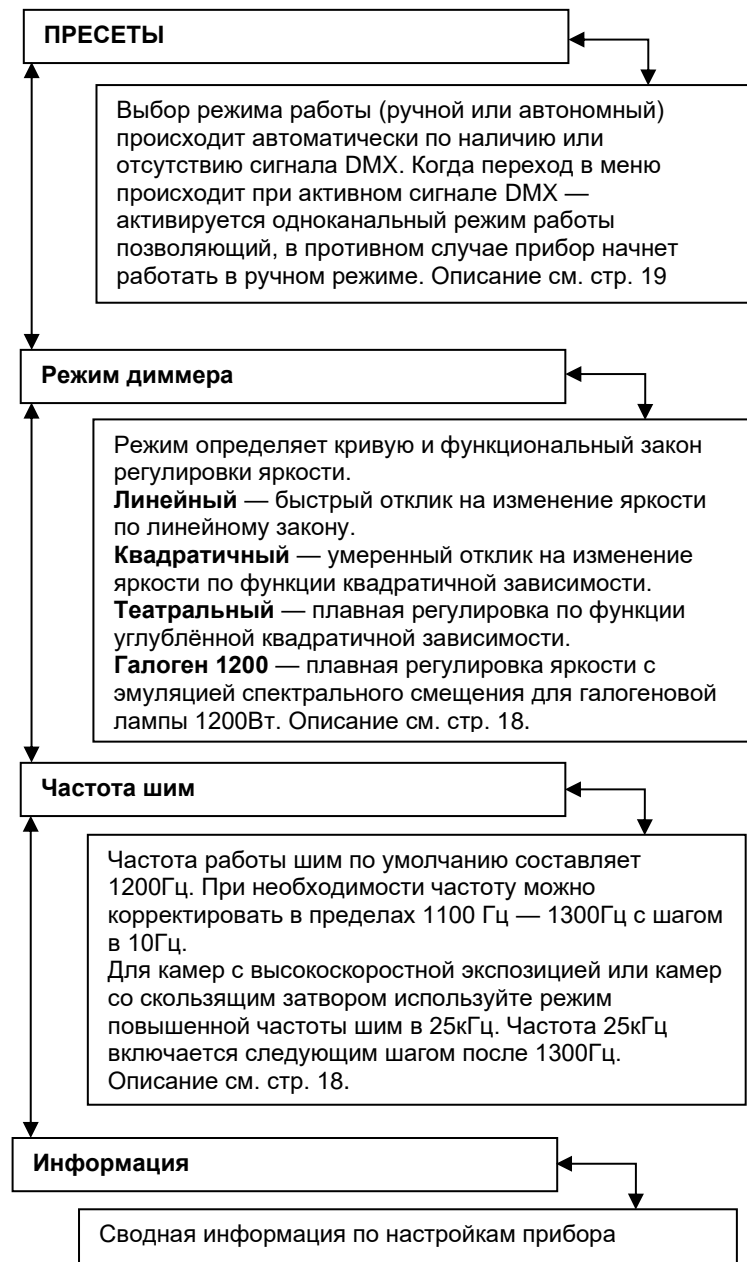 ПРЕСЕТЫ
Выбор режима работы (ручной или автономный)
происходит автоматически по наличию или
отсутствию сигнала DMX. Когда переход в меню
происходит при активном сигнале DMX —
активируется одноканальный режим работы
позволяющий, в противном случае прибор начнет
работать в ручном режиме. Описание см. стр. 19
Режим диммера
Режим определяет кривую и функциональный закон
регулировки яркости.
Линейный — быстрый отклик на изменение яркости
по линейному закону.
Квадратичный — умеренный отклик на изменение
яркости по функции квадратичной зависимости.
Театральный — плавная регулировка по функции
углублённой квадратичной зависимости.
Галоген 1200 — плавная регулировка яркости с
эмуляцией спектрального смещения для галогеновой
лампы 1200Вт. Описание см. стр. 18.
Частота шим
Частота работы шим по умолчанию составляет
1200Гц. При необходимости частоту можно
корректировать в пределах 1100 Гц — 1300Гц с шагом
в 10Гц.
Для камер с высокоскоростной экспозицией или камер
со скользящим затвором используйте режим
повышенной частоты шим в 25кГц. Частота 25кГц
включается следующим шагом после 1300Гц.
Описание см. стр. 18.
Информация
Сводная информация по настройкам прибора